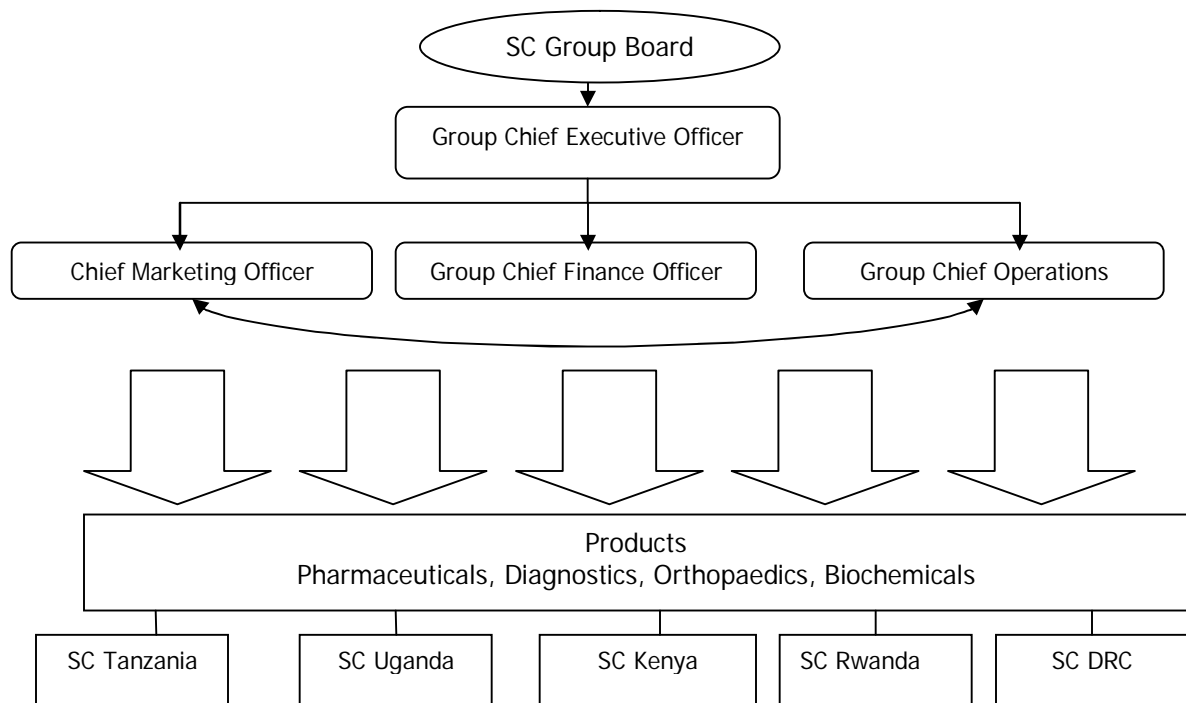 SC Group Board
Group Chief Executive Officer
Chief Marketing Officer
Group Chief Finance Officer
Group Chief Operations
Products
Pharmaceuticals, Diagnostics, Orthopaedics, Biochemicals
SC Tanzania
SC Uganda
SC Kenya
SC Rwanda
SC DRC